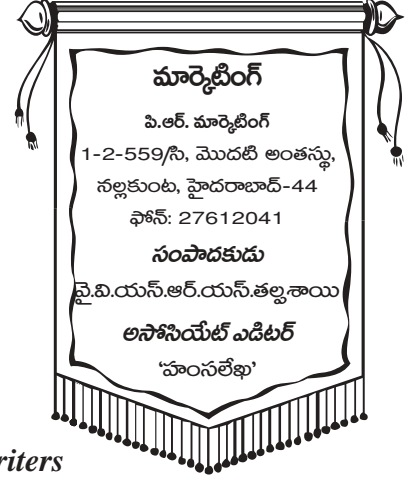 మార్కెటింగ్
పి.ఆర్. మార్కెటింగ్
1-2-559/సి, మొదటి అంతస్థు,
నల్లకుంట, హైదరాబాద్-44
ఫోన్: 27612041
సంపాదకుడు
వై.వి.యస్.ఆర్.యస్.తల్పశాయి
అసోసియేట్ ఎడిటర్
‘హంసలేఖ’
riters